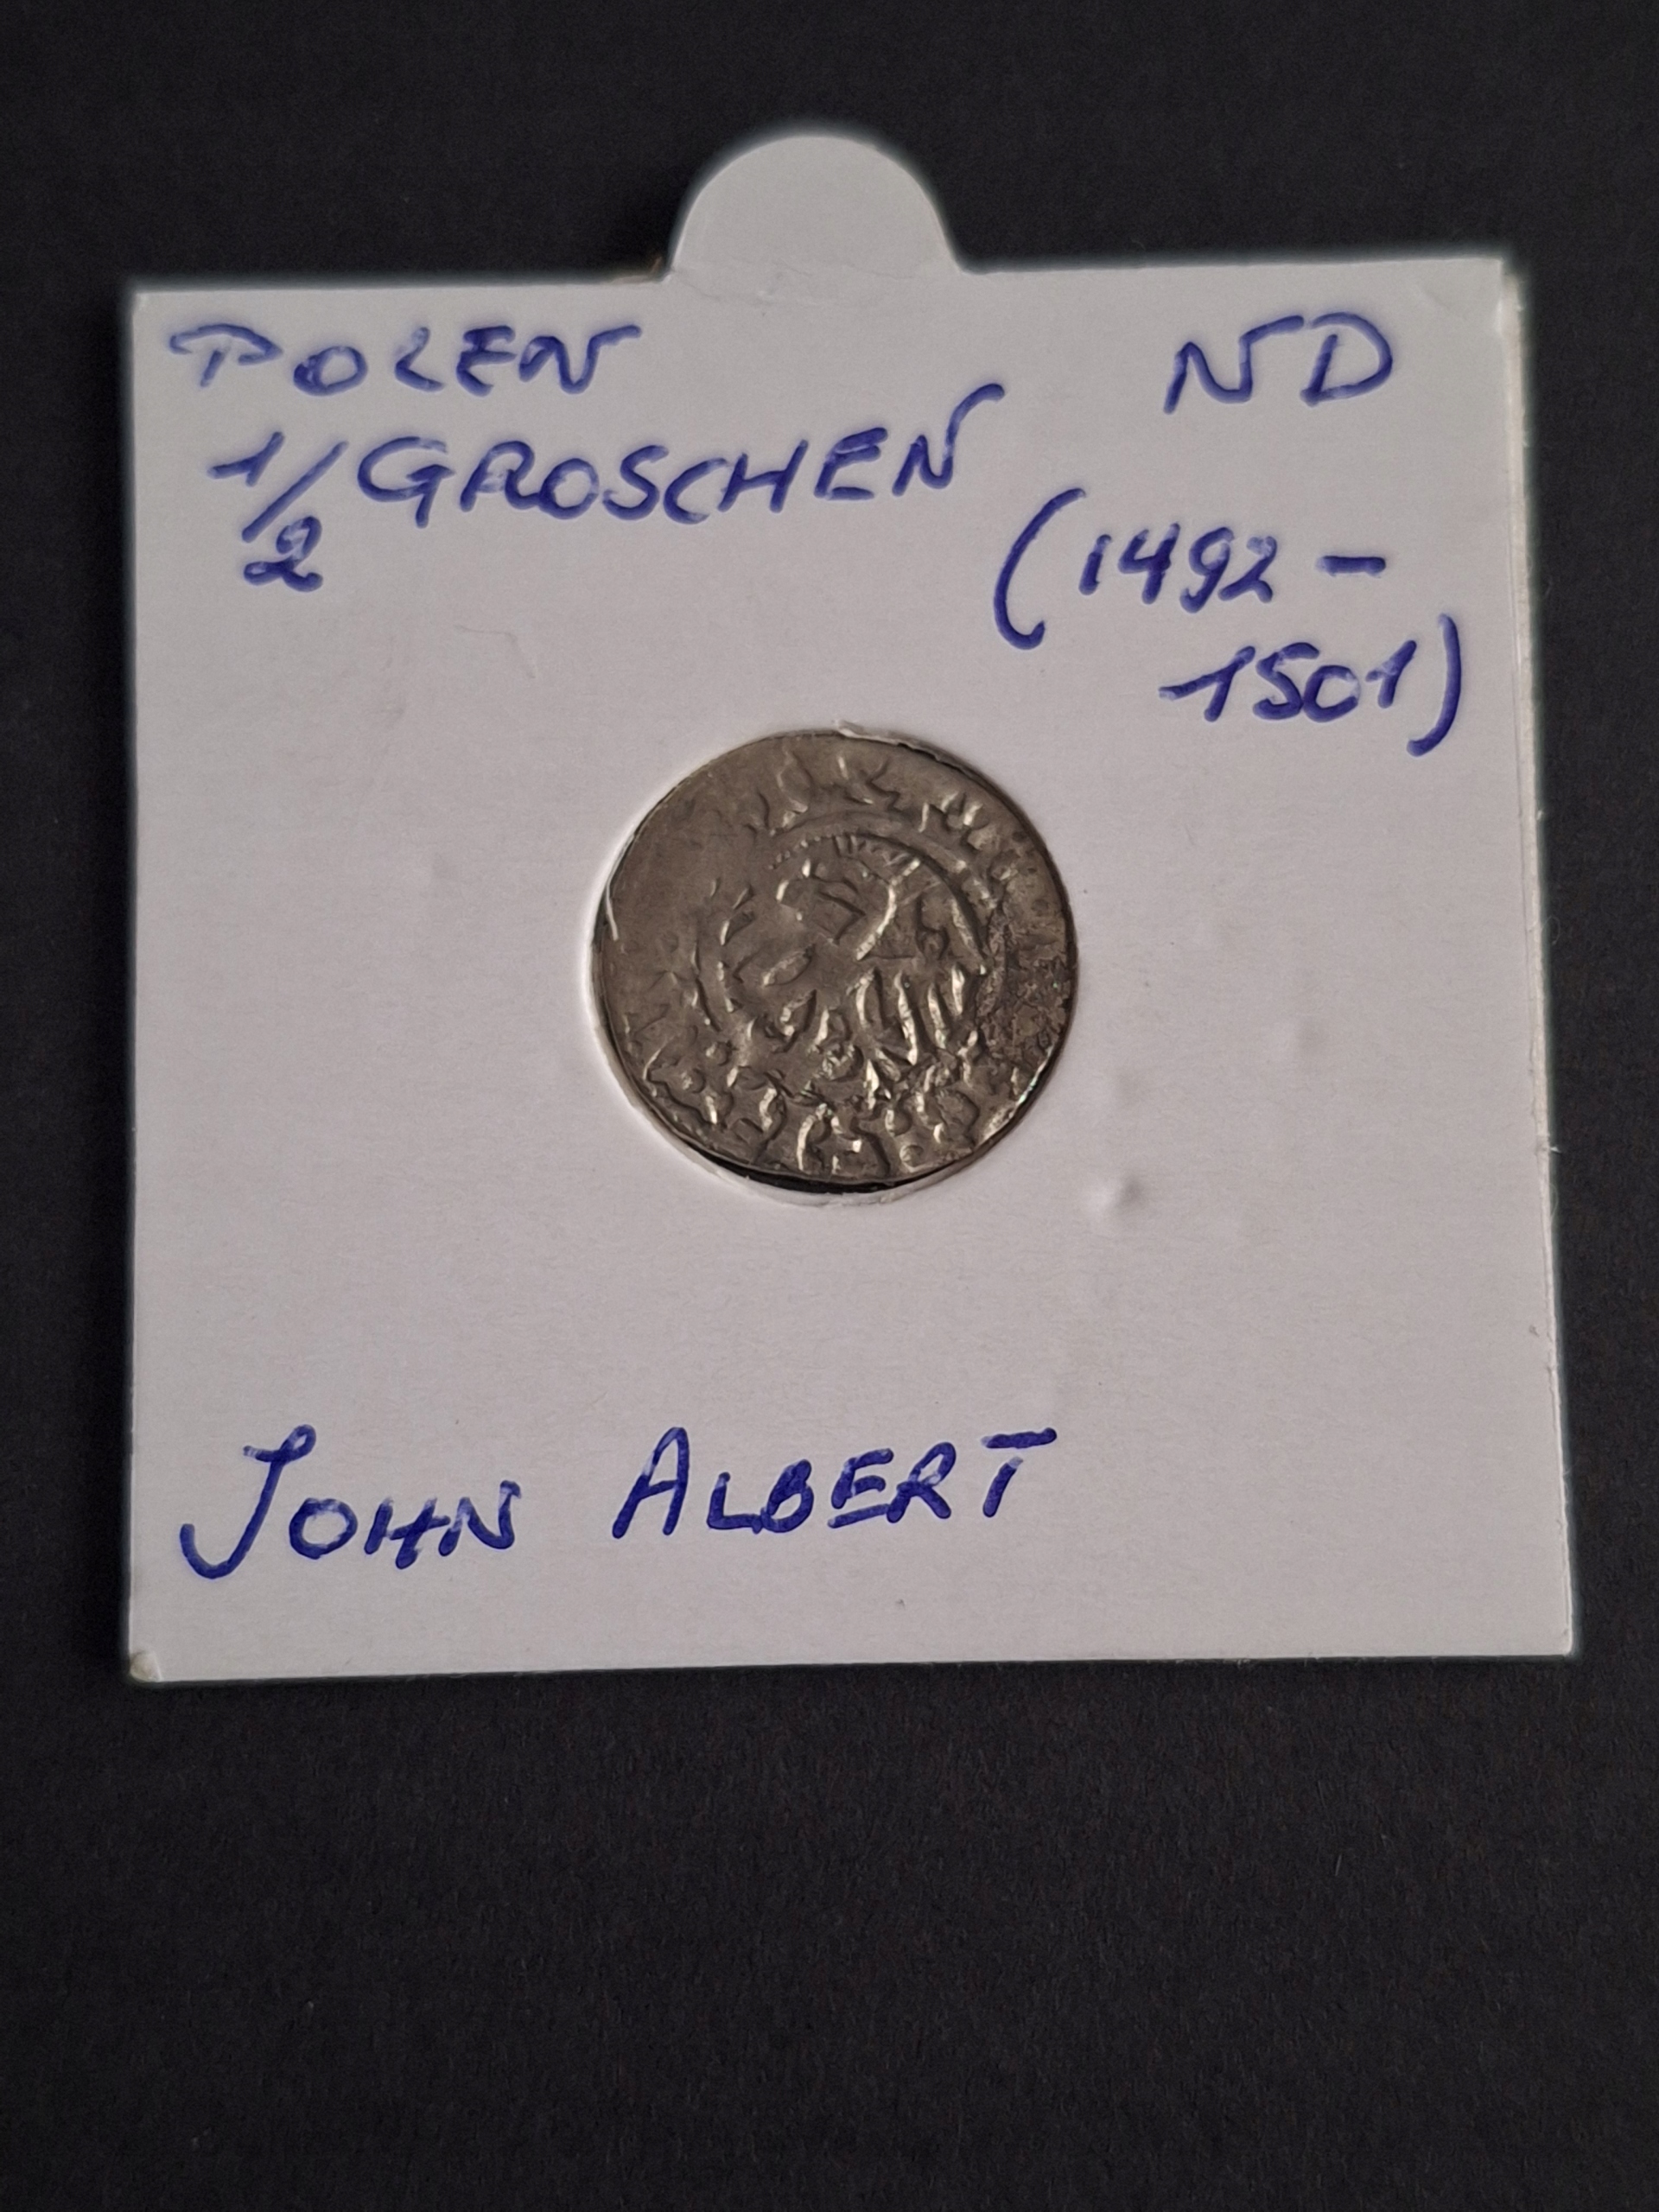 POLEN ND
1/2 GROSCHEN
(1492 -
1501)
JOHN ALBERT